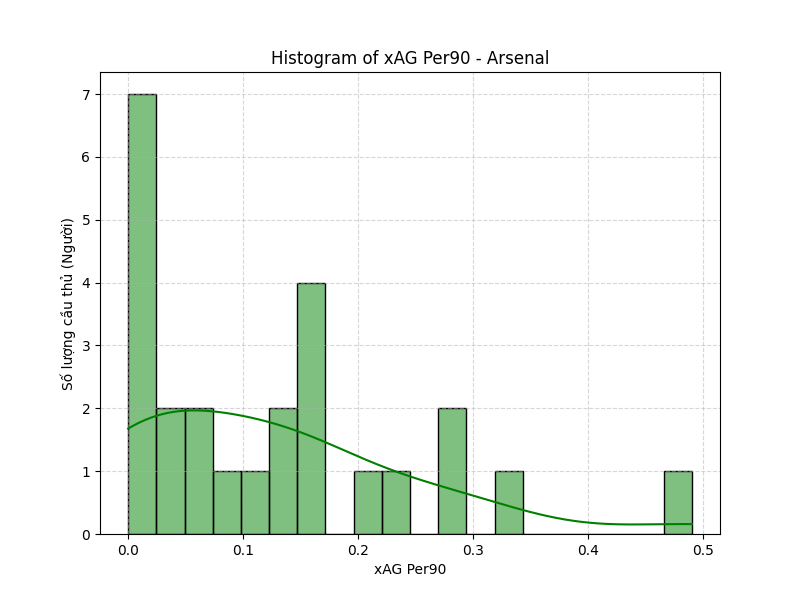 Histogram of xAG Per90 - Arsenal
Số lượng cầu thủ (Người)
7
6
5
4
3
2
1
0
0.0 0.1 0.2 0.3 0.4 0.5
xAG Per90